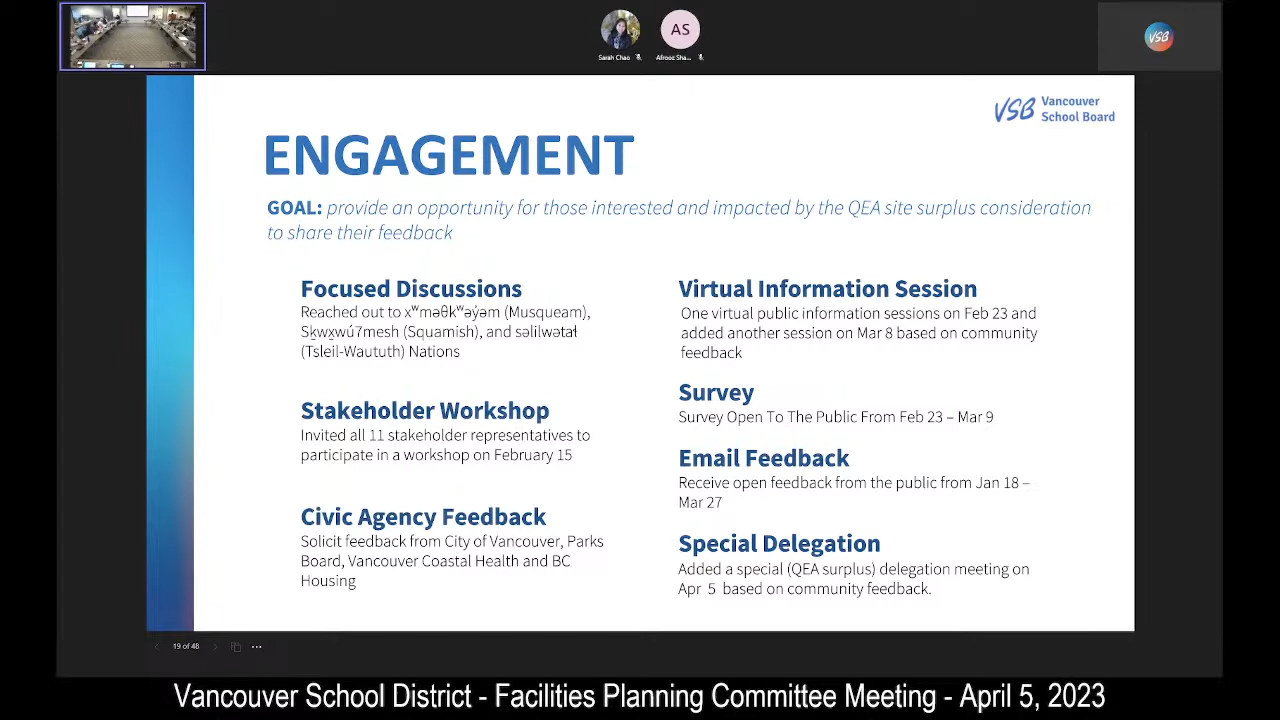 AS
VSB
Sarah Chao
Afrooz Sha...
VSB Vancouver
School Board
ENGAGEMENT
GOAL: provide an opportunity for those interested and impacted by the QEA site surplus consideration
to share their feedback
Focused Discussions
Reached out to xʷməθkʷəy̓əm (Musqueam),
Sḵwx̱wú7mesh (Squamish), and səlilwətaɬ
(Tsleil-Waututh) Nations
Stakeholder Workshop
Invited all 11 stakeholder representatives to
participate in a workshop on February 15
Civic Agency Feedback
Solicit feedback from City of Vancouver, Parks
Board, Vancouver Coastal Health and BC
Housing
Virtual Information Session
One virtual public information sessions on Feb 23 and
added another session on Mar 8 based on community
feedback
Survey
Survey Open To The Public From Feb 23 – Mar 9
Email Feedback
Receive open feedback from the public from Jan 18 –
Mar 27
Special Delegation
Added a special (QEA surplus) delegation meeting on
Apr 5 based on community feedback.
19 of 48
Vancouver School District - Facilities Planning Committee Meeting - April 5, 2023